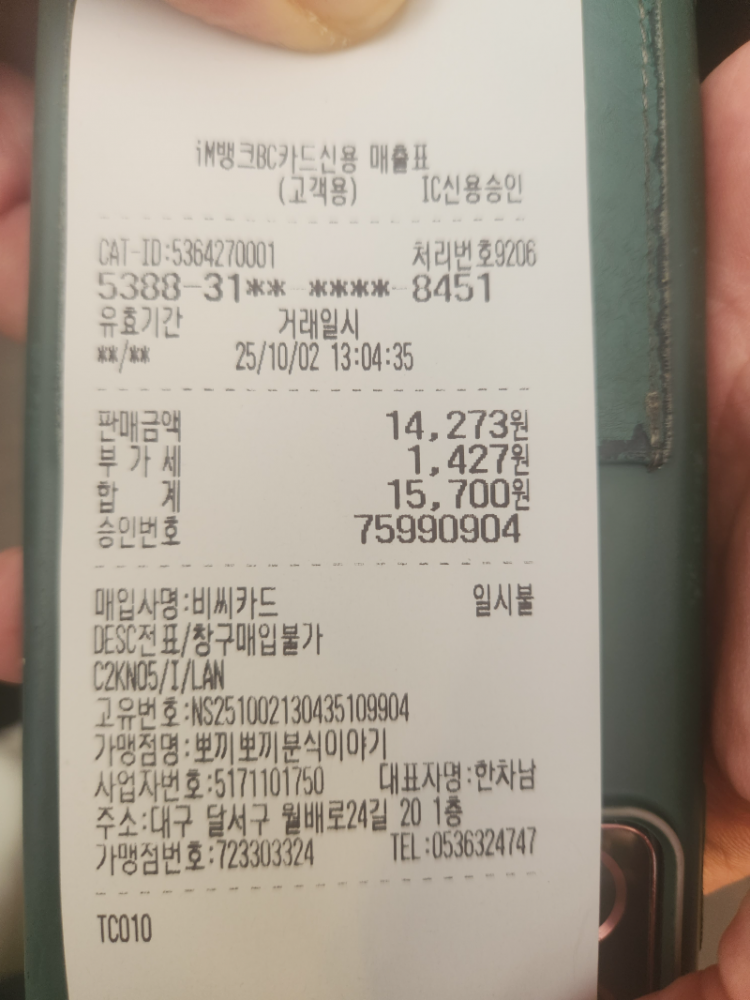 iM뱅크BC카드신용 매출표
(고객용) IC신용승인
CAT-ID:5364270001 처리번호9206
5388-31** **** 8451
유효기간 거래일시
**/** 25/10/02 13:04:35
판매금액 14,273원
부 가 세 1,427원
합 계 15,700원
승인번호 75990904
매입사명:비씨카드 일시불
DESC전표/창구매입불가
C2KN05/I/LAN
고유번호:NS251002130435109904
가맹점명:뽀끼뽀끼분식이야기
사업자번호:5171101750 대표자명:한차남
주소:대구 달서구 월배로24길 20 1층
가맹점번호:723303324 TEL:0536324747
TC010